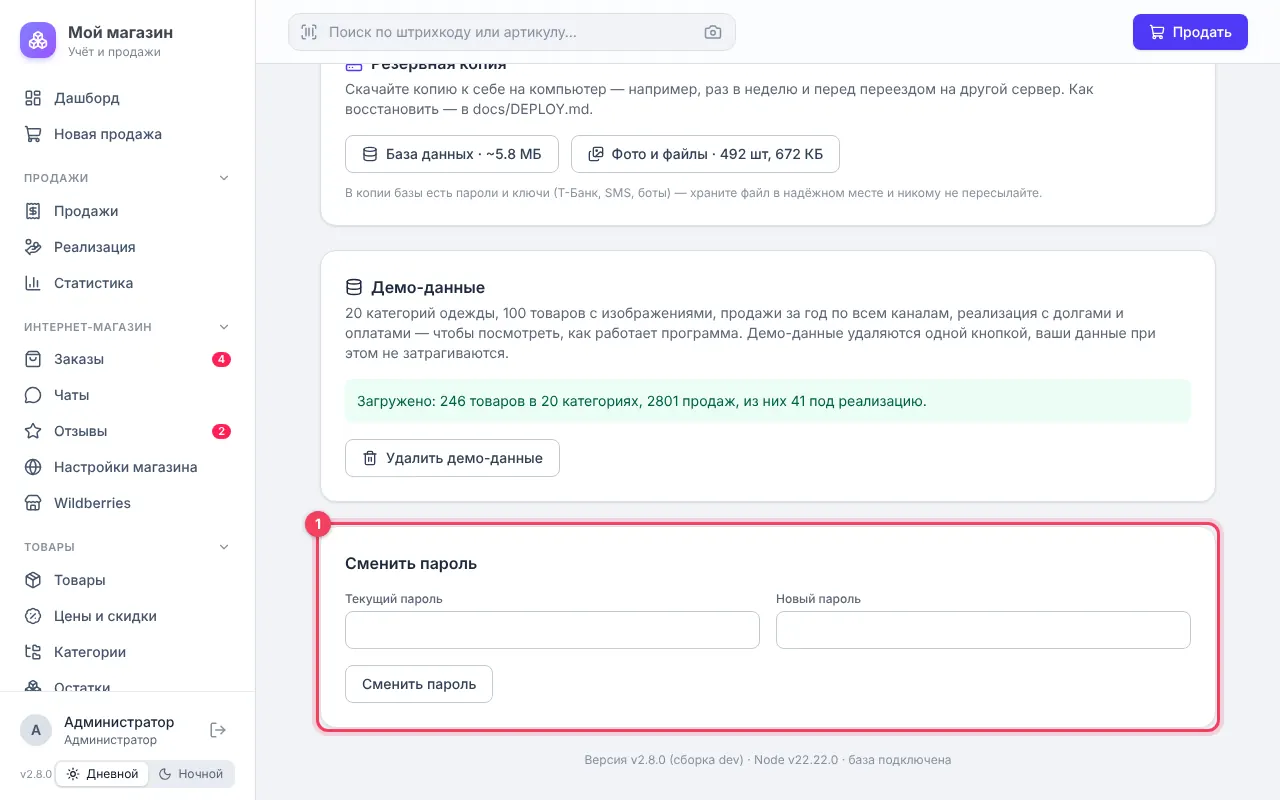 Мой магазин
Учёт и продажи
Дашборд
Новая продажа
ПРОДАЖИ
Продажи
Реализация
Статистика
ИНТЕРНЕТ-МАГАЗИН
Заказы 4
Чаты
Отзывы 2
Настройки магазина
Wildberries
ТОВАРЫ
Товары
Цены и скидки
Категории
Остатки
А Администратор
Администратор
v2.8.0 Дневной Ночной
Поиск по штрихкоду или артикулу...
Продать
Резервная копия
Скачайте копию к себе на компьютер — например, раз в неделю и перед переездом на другой сервер. Как
восстановить — в docs/DEPLOY.md.
База данных · ~5.8 МБ Фото и файлы · 492 шт, 672 КБ
В копии базы есть пароли и ключи (Т-Банк, SMS, боты) — храните файл в надёжном месте и никому не пересылайте.
Демо-данные
20 категорий одежды, 100 товаров с изображениями, продажи за год по всем каналам, реализация с долгами и
оплатами — чтобы посмотреть, как работает программа. Демо-данные удаляются одной кнопкой, ваши данные при
этом не затрагиваются.
Загружено: 246 товаров в 20 категориях, 2801 продаж, из них 41 под реализацию.
Удалить демо-данные
1
Сменить пароль
Текущий пароль Новый пароль
Сменить пароль
Версия v2.8.0 (сборка dev) · Node v22.22.0 · база подключена